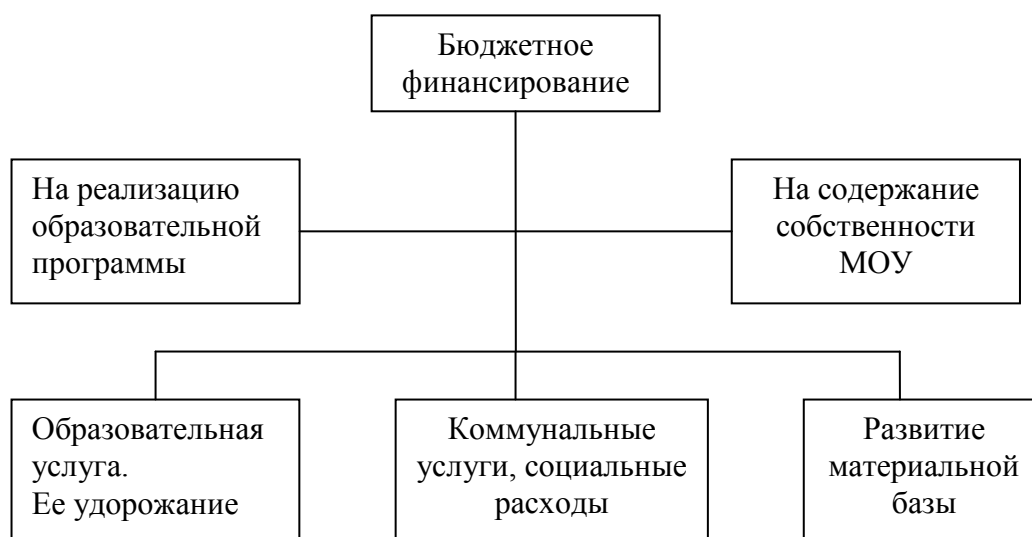 Бюджетное
финансирование
На реализацию
образовательной
программы
На содержание
собственности
МОУ
Образовательная
услуга.
Ее удорожание
Коммунальные
услуги, социальные
расходы
Развитие
материальной
базы